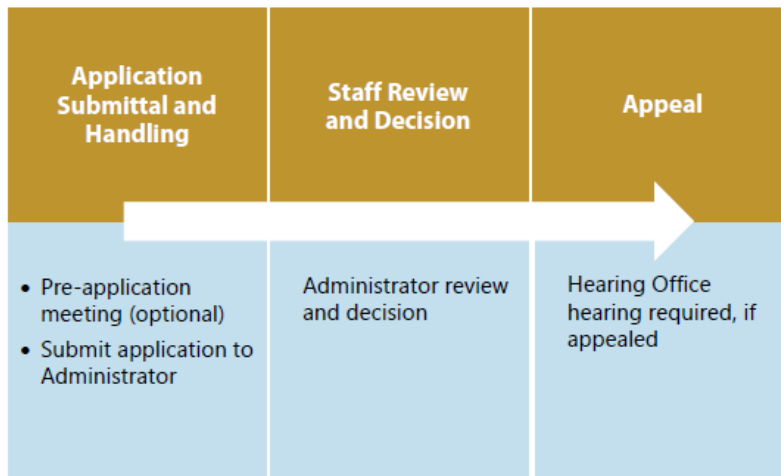 Application
Submittal and
Handling
Staff Review
and Decision
Appeal
• Pre-application
meeting (optional)
• Submit application to
Administrator
Administrator review
and decision
Hearing Office
hearing required, if
appealed